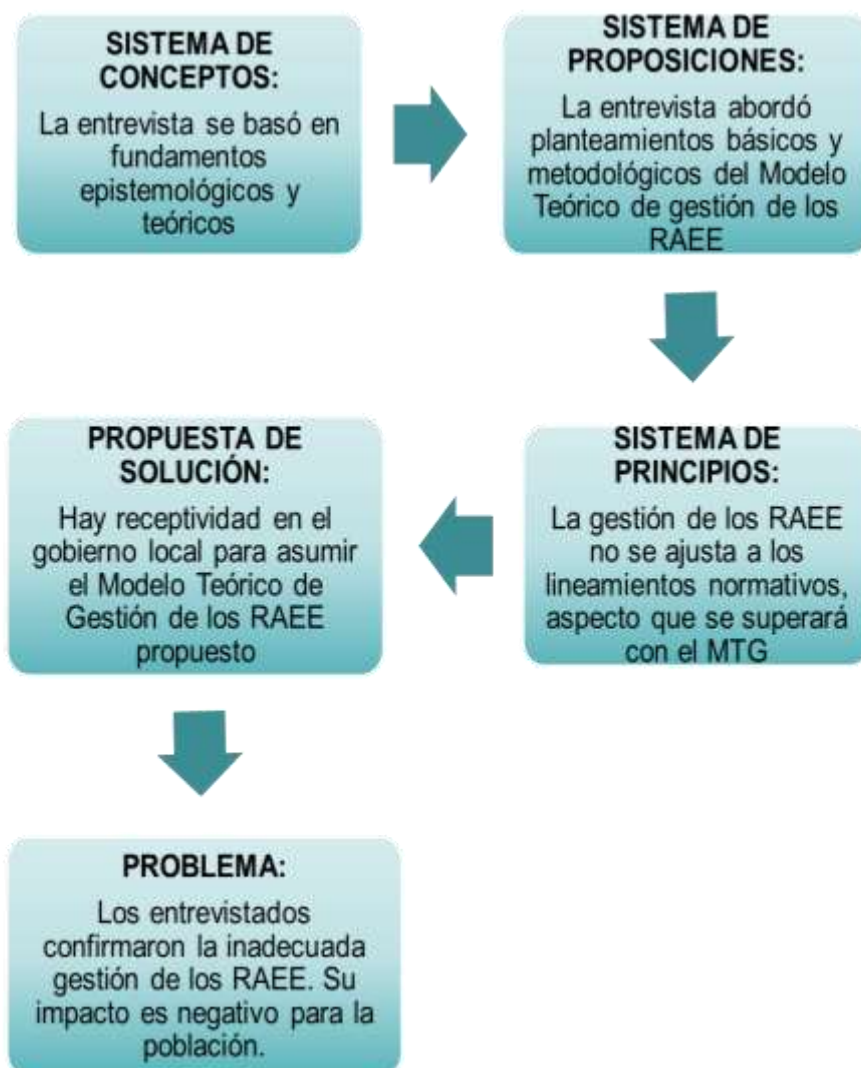 SISTEMA DE
CONCEPTOS:
La entrevista se basó en
fundamentos
epistemológicos y
teóricos
SISTEMA DE
PROPOSICIONES:
La entrevista abordó
planteamientos básicos y
metodológicos del Modelo
Teórico de gestión de los
RAEE
SISTEMA DE
PRINCIPIOS:
La gestión de los RAEE
no se ajusta a los
lineamientos normativos,
aspecto que se superará
con el MTG
PROPUESTA DE
SOLUCIÓN:
Hay receptividad en el
gobierno local para asumir
el Modelo Teórico de
Gestión de los RAEE
propuesto
PROBLEMA:
Los entrevistados
confirmaron la inadecuada
gestión de los RAEE. Su
impacto es negativo para la
población.